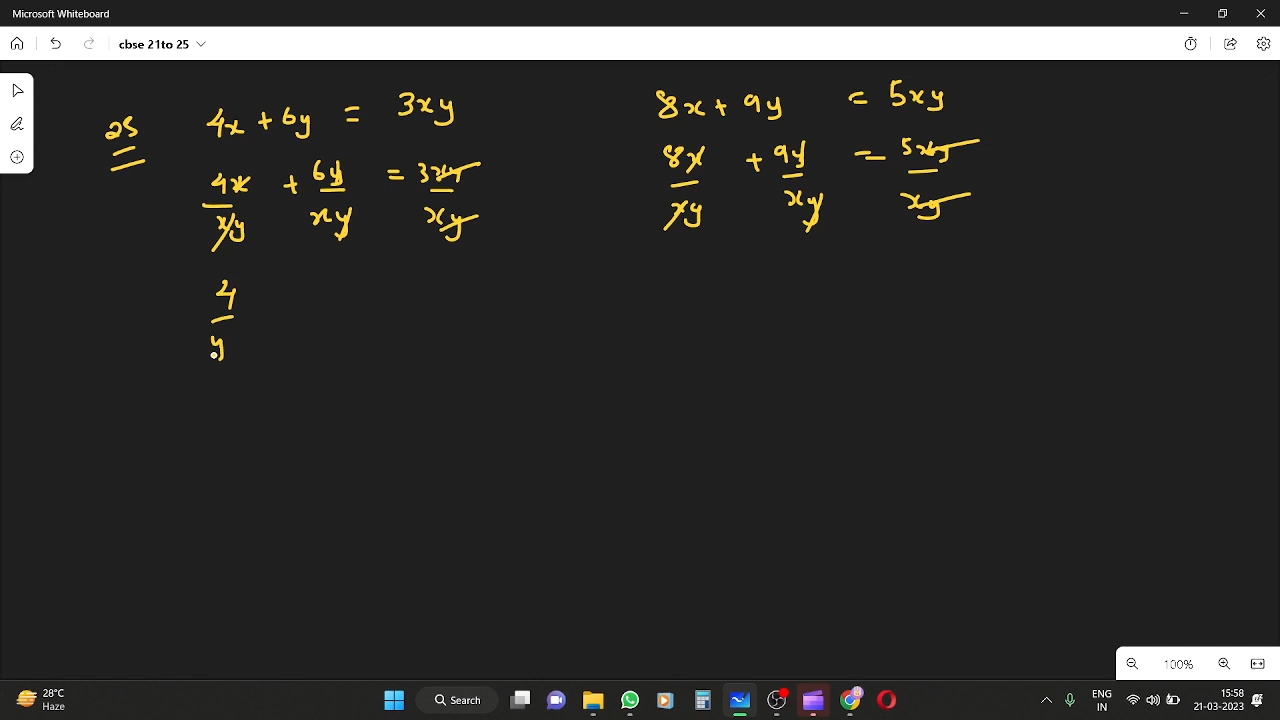 Microsoft Whiteboard
cbse 21to 25
25
4x + 6y = 3xy
4x/xy + 6y/xy = 3xy/xy
4/y
8x + 9y = 5xy
8x/xy + 9y/xy = 5xy/xy
100%
28°C
Haze
Search
ENG
IN
15:58
21-03-2023